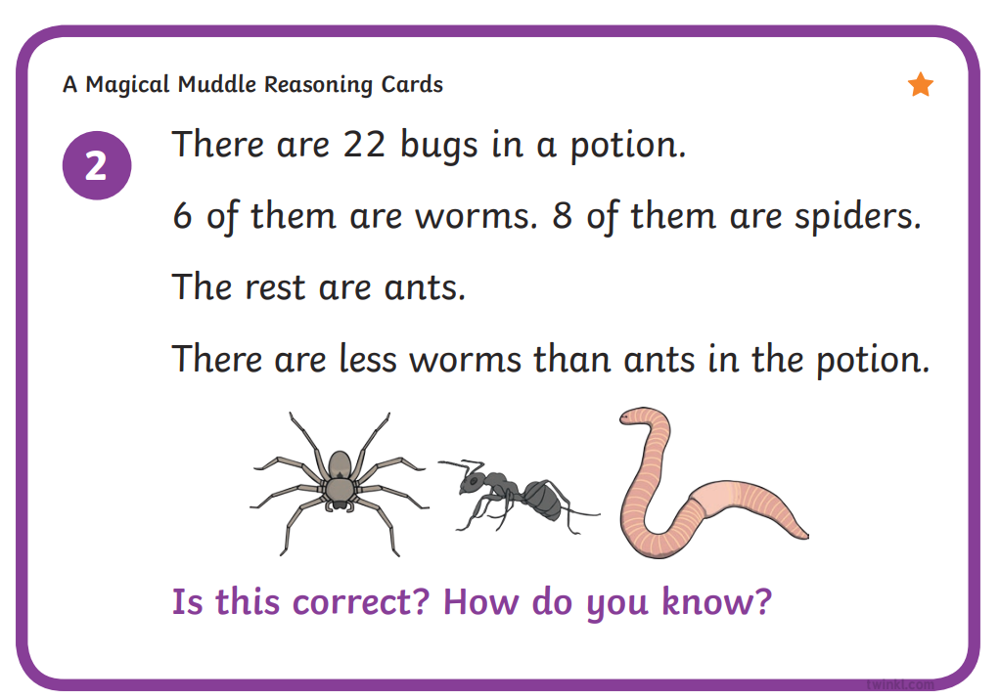 A Magical Muddle Reasoning Cards
2
There are 22 bugs in a potion.
6 of them are worms. 8 of them are spiders.
The rest are ants.
There are less worms than ants in the potion.
Is this correct? How do you know?
twinkl.com